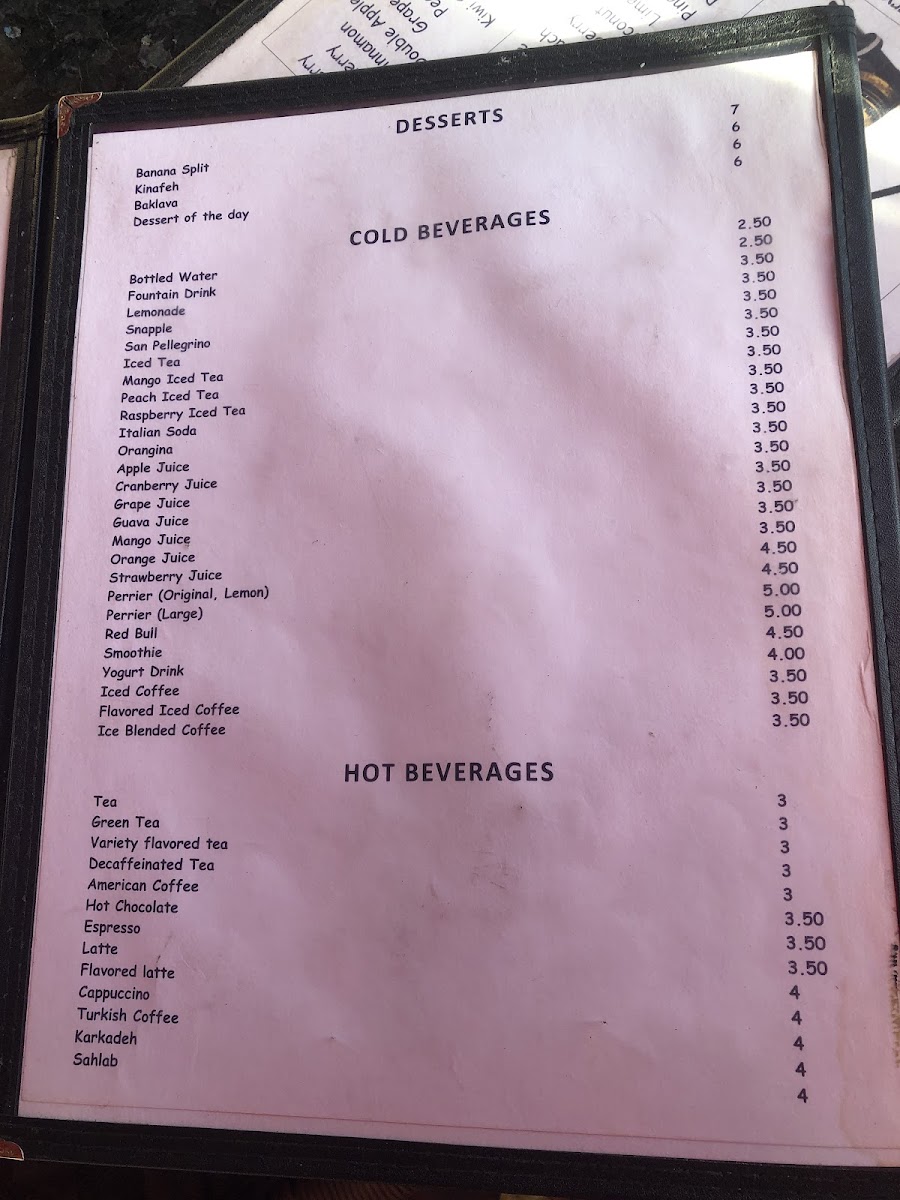 Kiwi
Grape
Double Apple
DESSERTS
Banana Split 7
Kinafeh 6
Baklava 6
Dessert of the day 6
COLD BEVERAGES
Bottled Water 2.50
Fountain Drink 2.50
Lemonade 3.50
Snapple 3.50
San Pellegrino 3.50
Iced Tea 3.50
Mango Iced Tea 3.50
Peach Iced Tea 3.50
Raspberry Iced Tea 3.50
Italian Soda 3.50
Orangina 3.50
Apple Juice 3.50
Cranberry Juice 3.50
Grape Juice 3.50
Guava Juice 3.50
Mango Juice 3.50
Orange Juice 3.50
Strawberry Juice 4.50
Perrier (Original, Lemon) 4.50
Perrier (Large) 5.00
Red Bull 5.00
Smoothie 4.50
Yogurt Drink 4.00
Iced Coffee 3.50
Flavored Iced Coffee 3.50
Ice Blended Coffee 3.50
HOT BEVERAGES
Tea 3
Green Tea 3
Variety flavored tea 3
Decaffeinated Tea 3
American Coffee 3
Hot Chocolate 3.50
Espresso 3.50
Latte 3.50
Flavored latte 4
Cappuccino 4
Turkish Coffee 4
Karkadeh 4
Sahlab 4